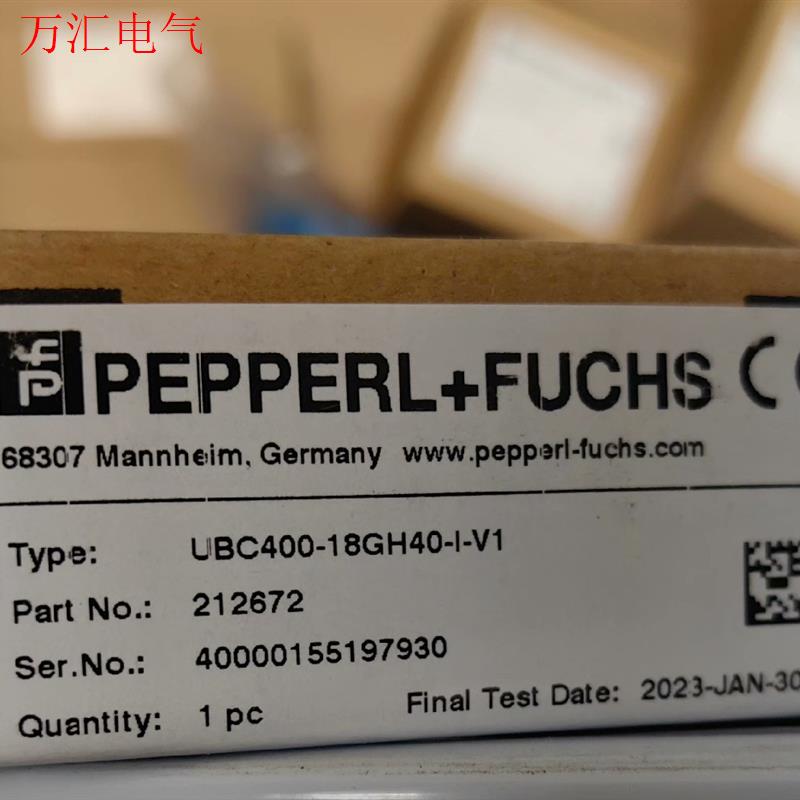 万汇电气
PEPPERL+FUCHS CE
68307 Mannheim, Germany www.pepperl-fuchs.com
Type: UBC400-18GH40-I-V1
Part No.: 212672
Ser.No.: 40000155197930
Quantity: 1 pc Final Test Date: 2023-JAN-30